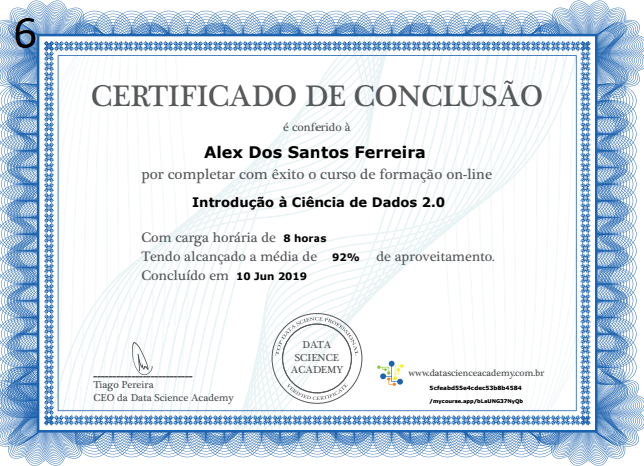 6
CERTIFICADO DE CONCLUSÃO
é conferido à
Alex Dos Santos Ferreira
por completar com êxito o curso de formação on-line
Introdução à Ciência de Dados 2.0
Com carga horária de 8 horas
Tendo alcançado a média de 92% de aproveitamento.
Concluído em 10 Jun 2019
TOP DATA SCIENCE PROFESSIONAL
DATA
SCIENCE
ACADEMY
VERIFIED CERTIFICATE
Tiago Pereira
CEO da Data Science Academy
www.datascienceacademy.com.br
5cfeabd55e4cdec53b8b4584
/mycourse.app/bLaUNG37NyQb